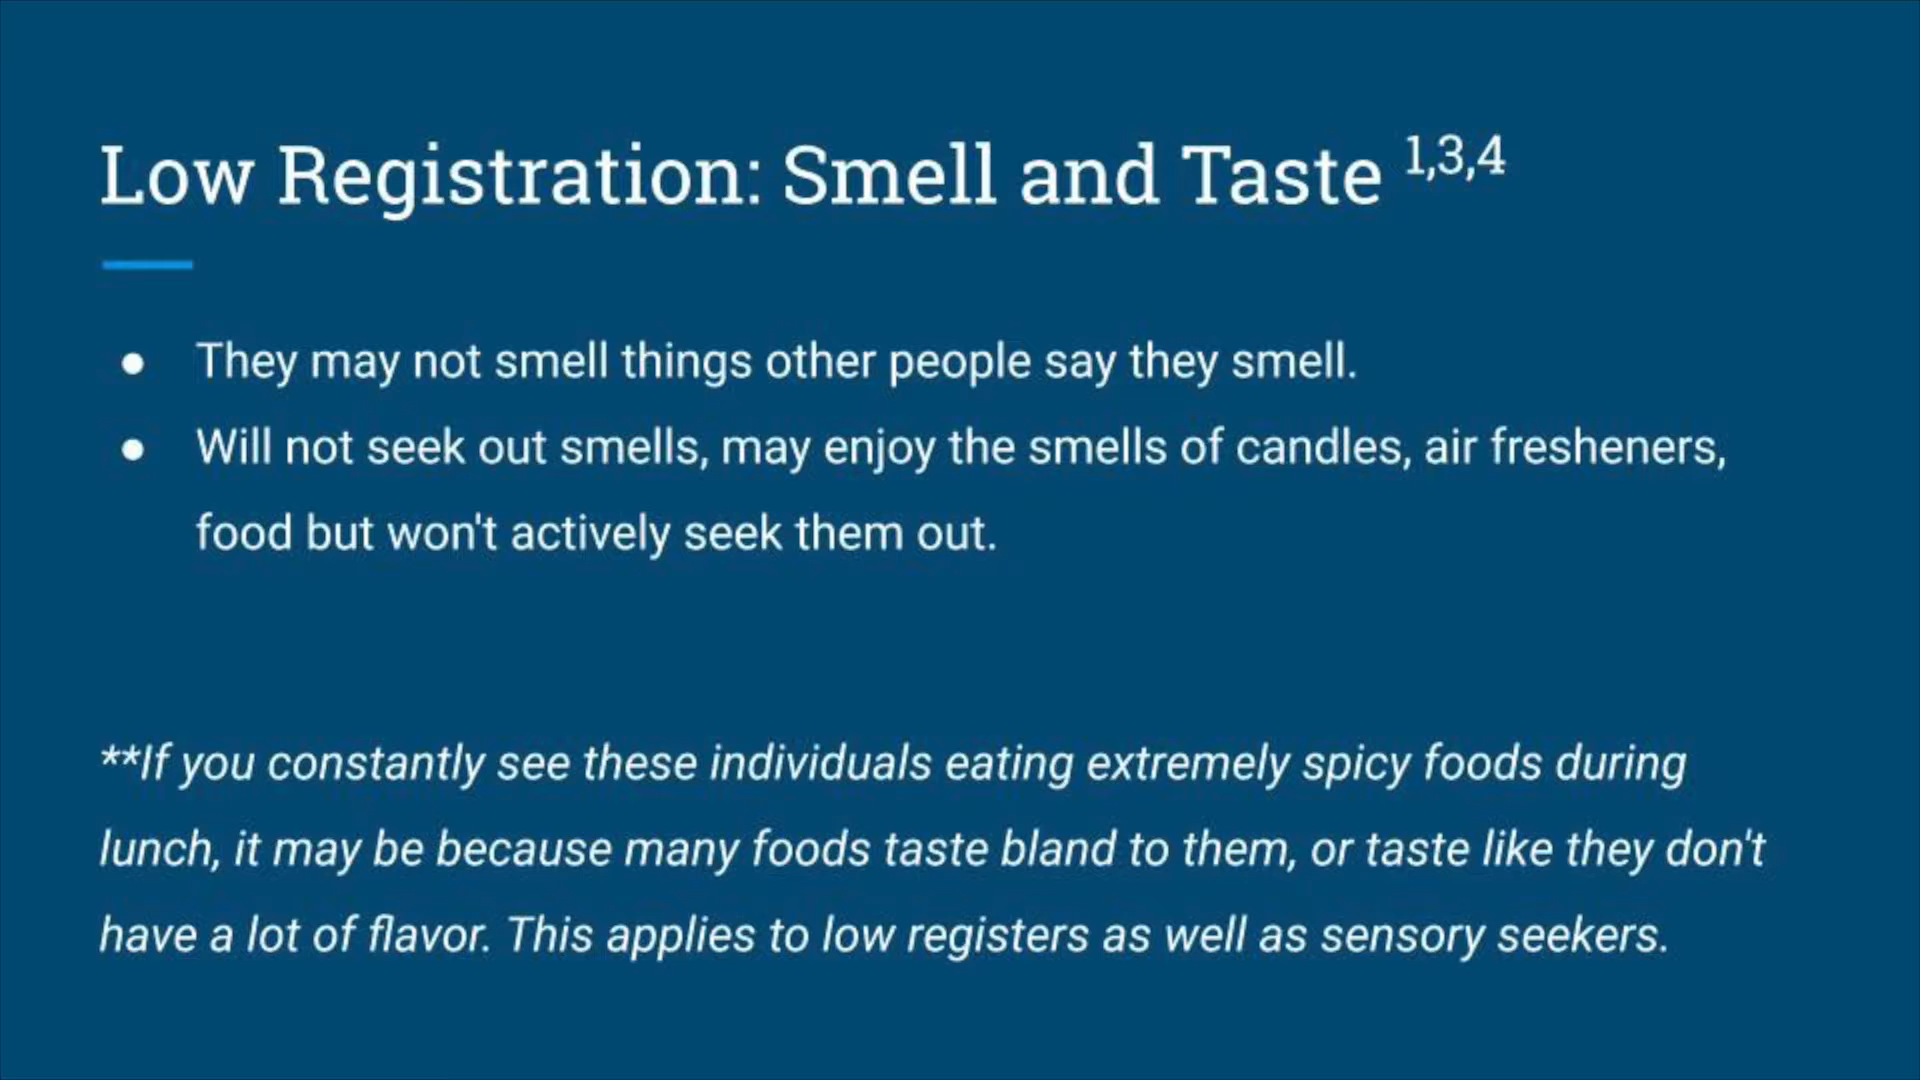 Low Registration: Smell and Taste 1,3,4
● They may not smell things other people say they smell.
● Will not seek out smells, may enjoy the smells of candles, air fresheners,
food but won't actively seek them out.
**If you constantly see these individuals eating extremely spicy foods during
lunch, it may be because many foods taste bland to them, or taste like they don't
have a lot of flavor. This applies to low registers as well as sensory seekers.